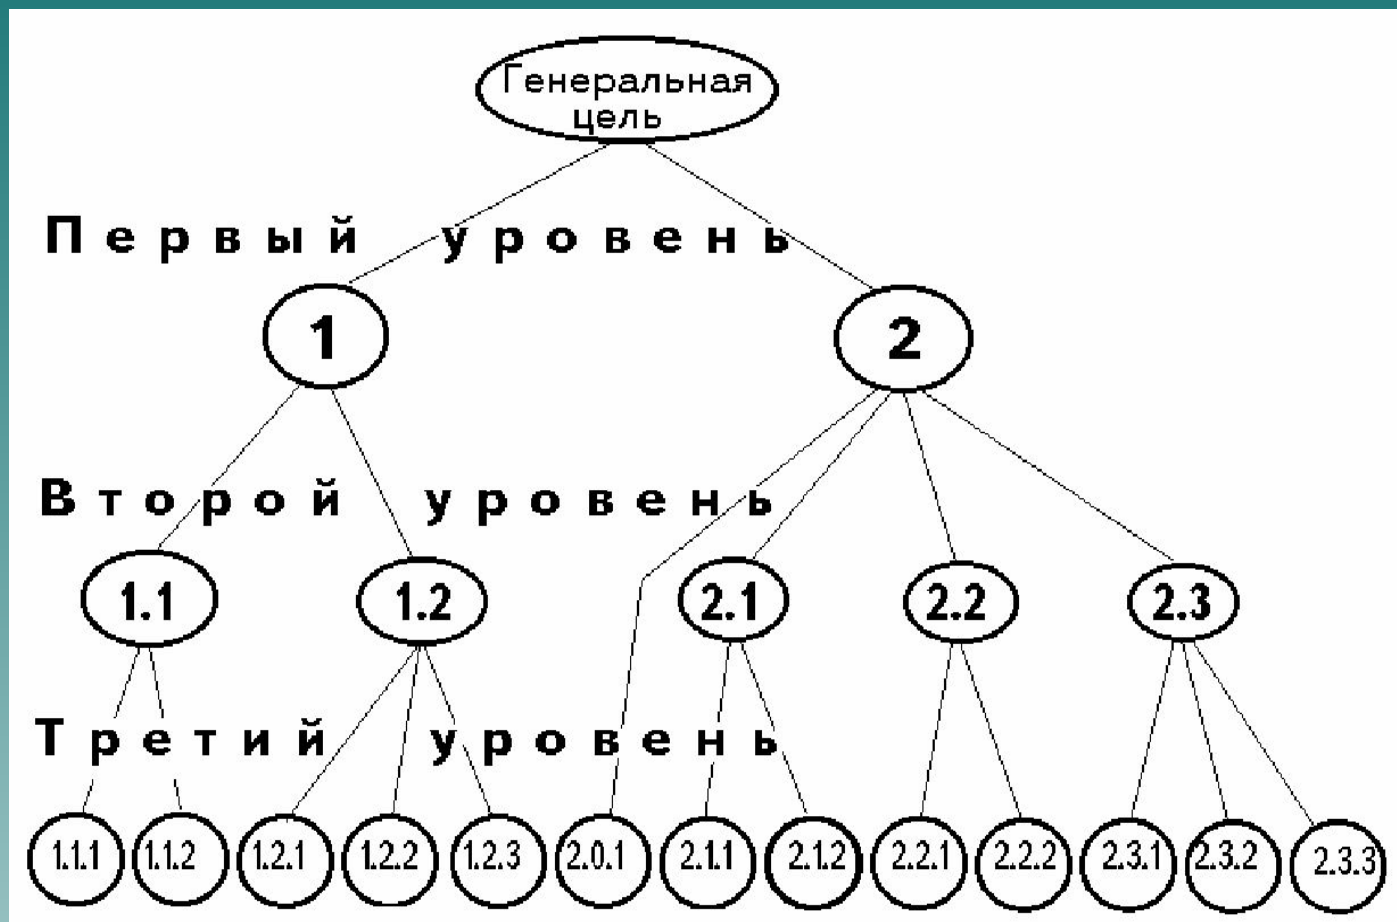 Генеральная
цель
Первый уровень
1 2
Второй уровень
1.1 1.2 2.1 2.2 2.3
Третий уровень
1.1.1 1.1.2 1.2.1 1.2.2 1.2.3 2.0.1 2.1.1 2.1.2 2.2.1 2.2.2 2.3.1 2.3.2 2.3.3